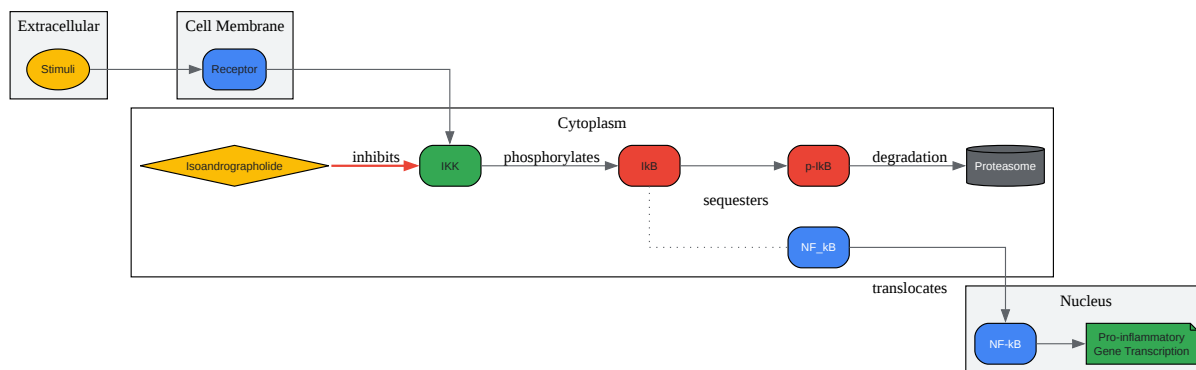 Extracellular
Cell Membrane
Stimuli
Receptor
Cytoplasm
Isoandrographolide
inhibits
IKK
phosphorylates
IkB
p-IkB
degradation
Proteasome
sequesters
NF_kB
translocates
Nucleus
NF-kB
Pro-inflammatory
Gene Transcription